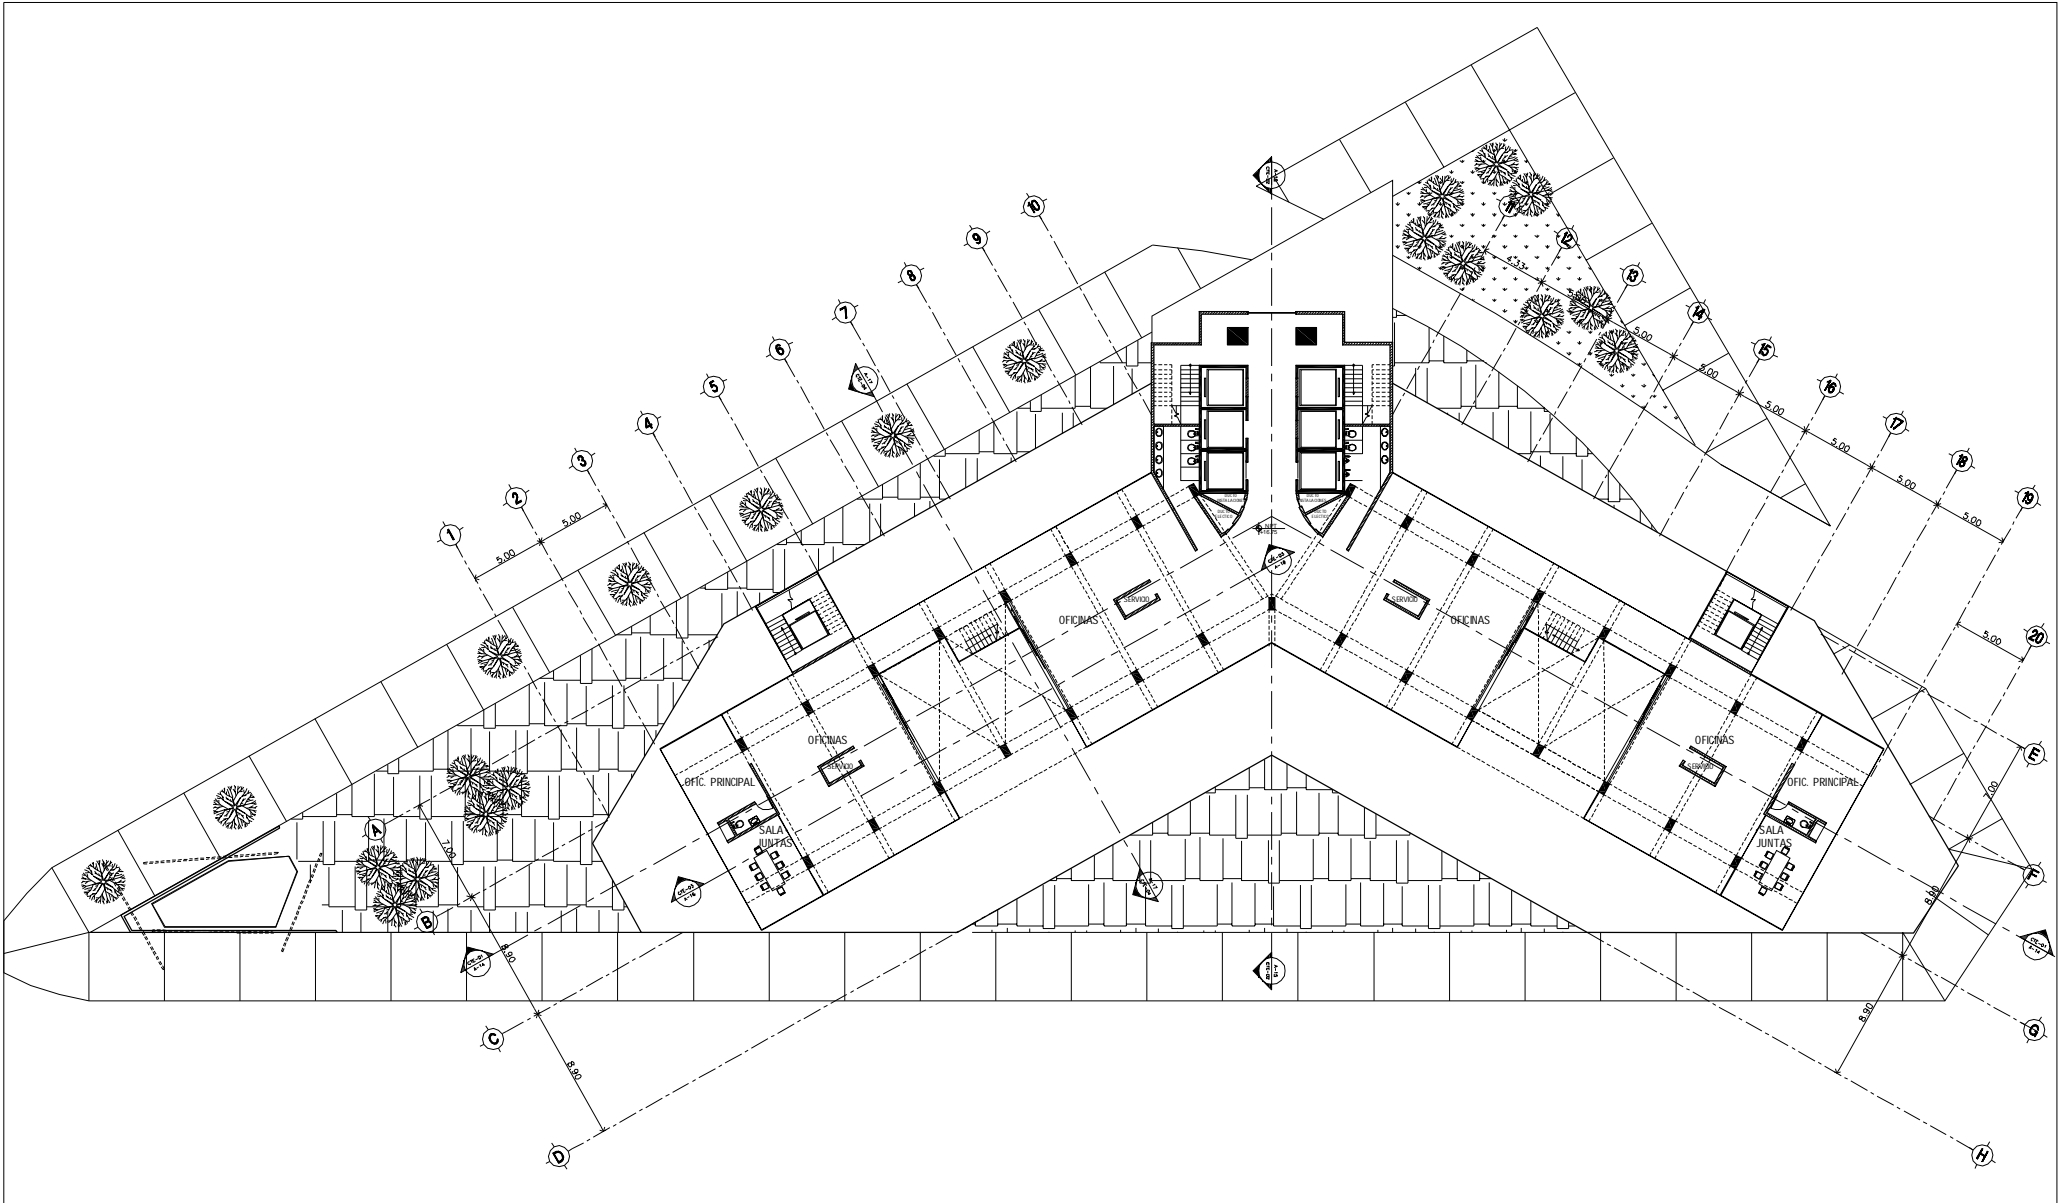 10
11
9
12
8
13
4.33
7
14
5.00
6
15
5.00
5
16
5.00
4
17
5.00
3
18
5.00
2
19
5.00
5.00
1
5.00
SERVICIO
SERVICIO
OFICINAS
OFICINAS
N.P.T.
20
5.00
OFICINAS
OFICINAS
SERVICIO
SERVICIO
E
OFIC. PRINCIPAL
OFIC. PRINCIPAL
7.00
A
SALA
JUNTAS
SALA
JUNTAS
7.00
F
8.90
B
8.90
C
G
8.90
8.90
D
H